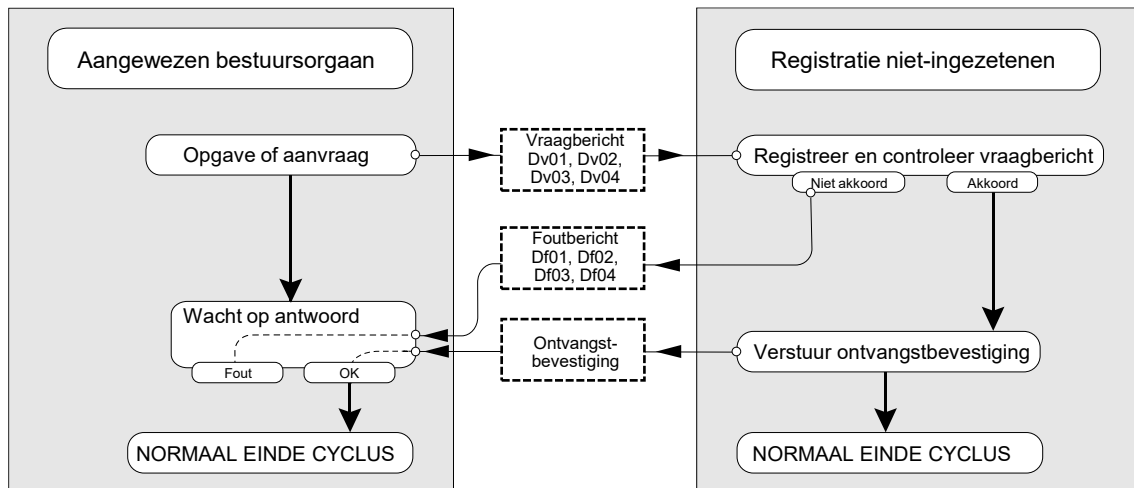 Aangewezen bestuursorgaan
Registratie niet-ingezetenen
Opgave of aanvraag
Vraagbericht
Dv01, Dv02,
Dv03, Dv04
Registreer en controleer vraagbericht
Niet akkoord
Akkoord
Foutbericht
Df01, Df02,
Df03, Df04
Wacht op antwoord
Fout
OK
Ontvangst-
bevestiging
Verstuur ontvangstbevestiging
NORMAAL EINDE CYCLUS
NORMAAL EINDE CYCLUS